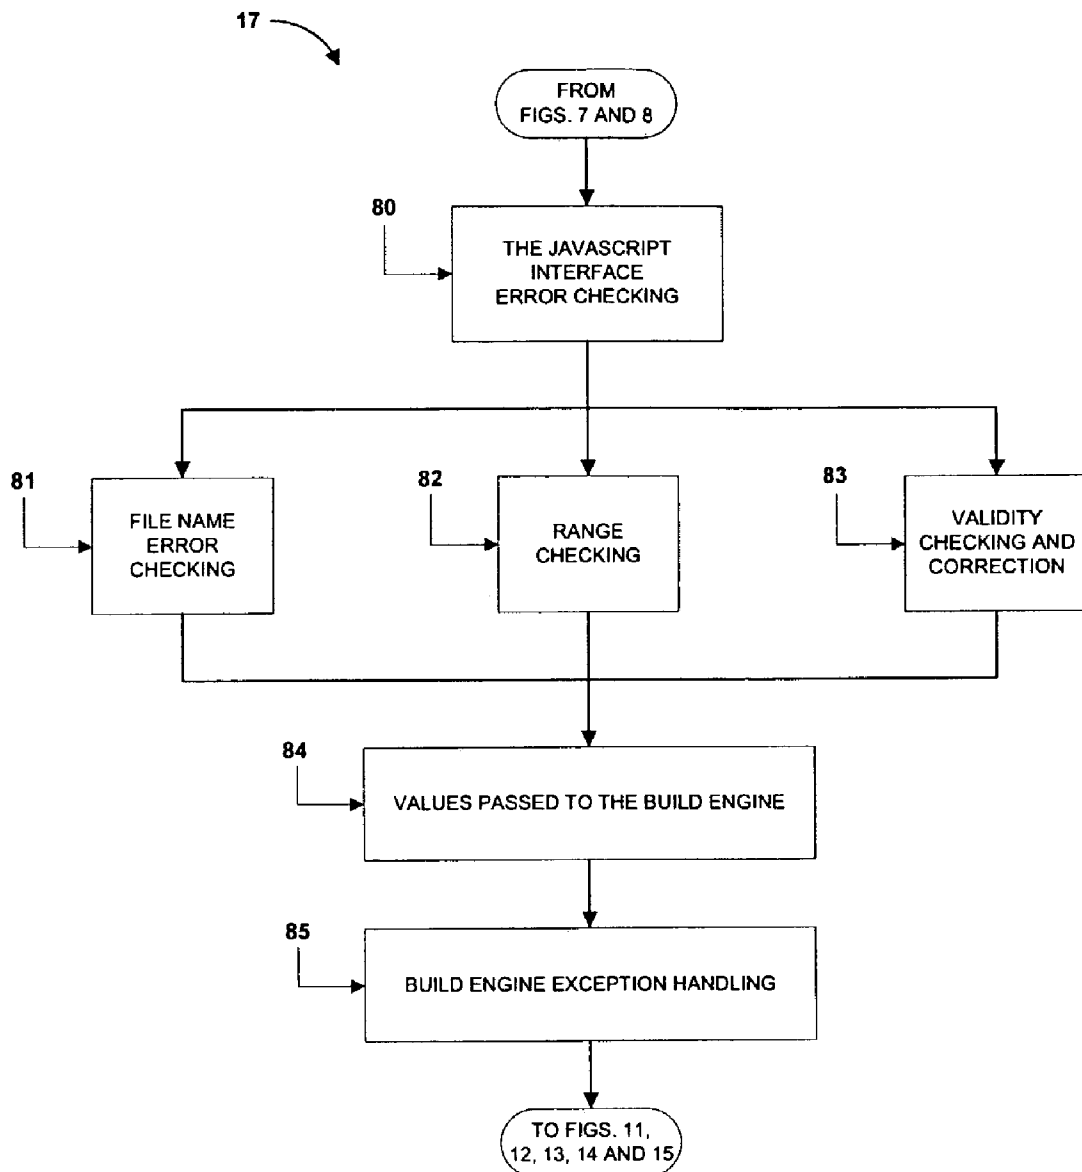 17
FROM
FIGS. 7 AND 8
80
THE JAVASCRIPT
INTERFACE
ERROR CHECKING
81
FILE NAME
ERROR
CHECKING
82
RANGE
CHECKING
83
VALIDITY
CHECKING AND
CORRECTION
84
VALUES PASSED TO THE BUILD ENGINE
85
BUILD ENGINE EXCEPTION HANDLING
TO FIGS. 11,
12, 13, 14 AND 15